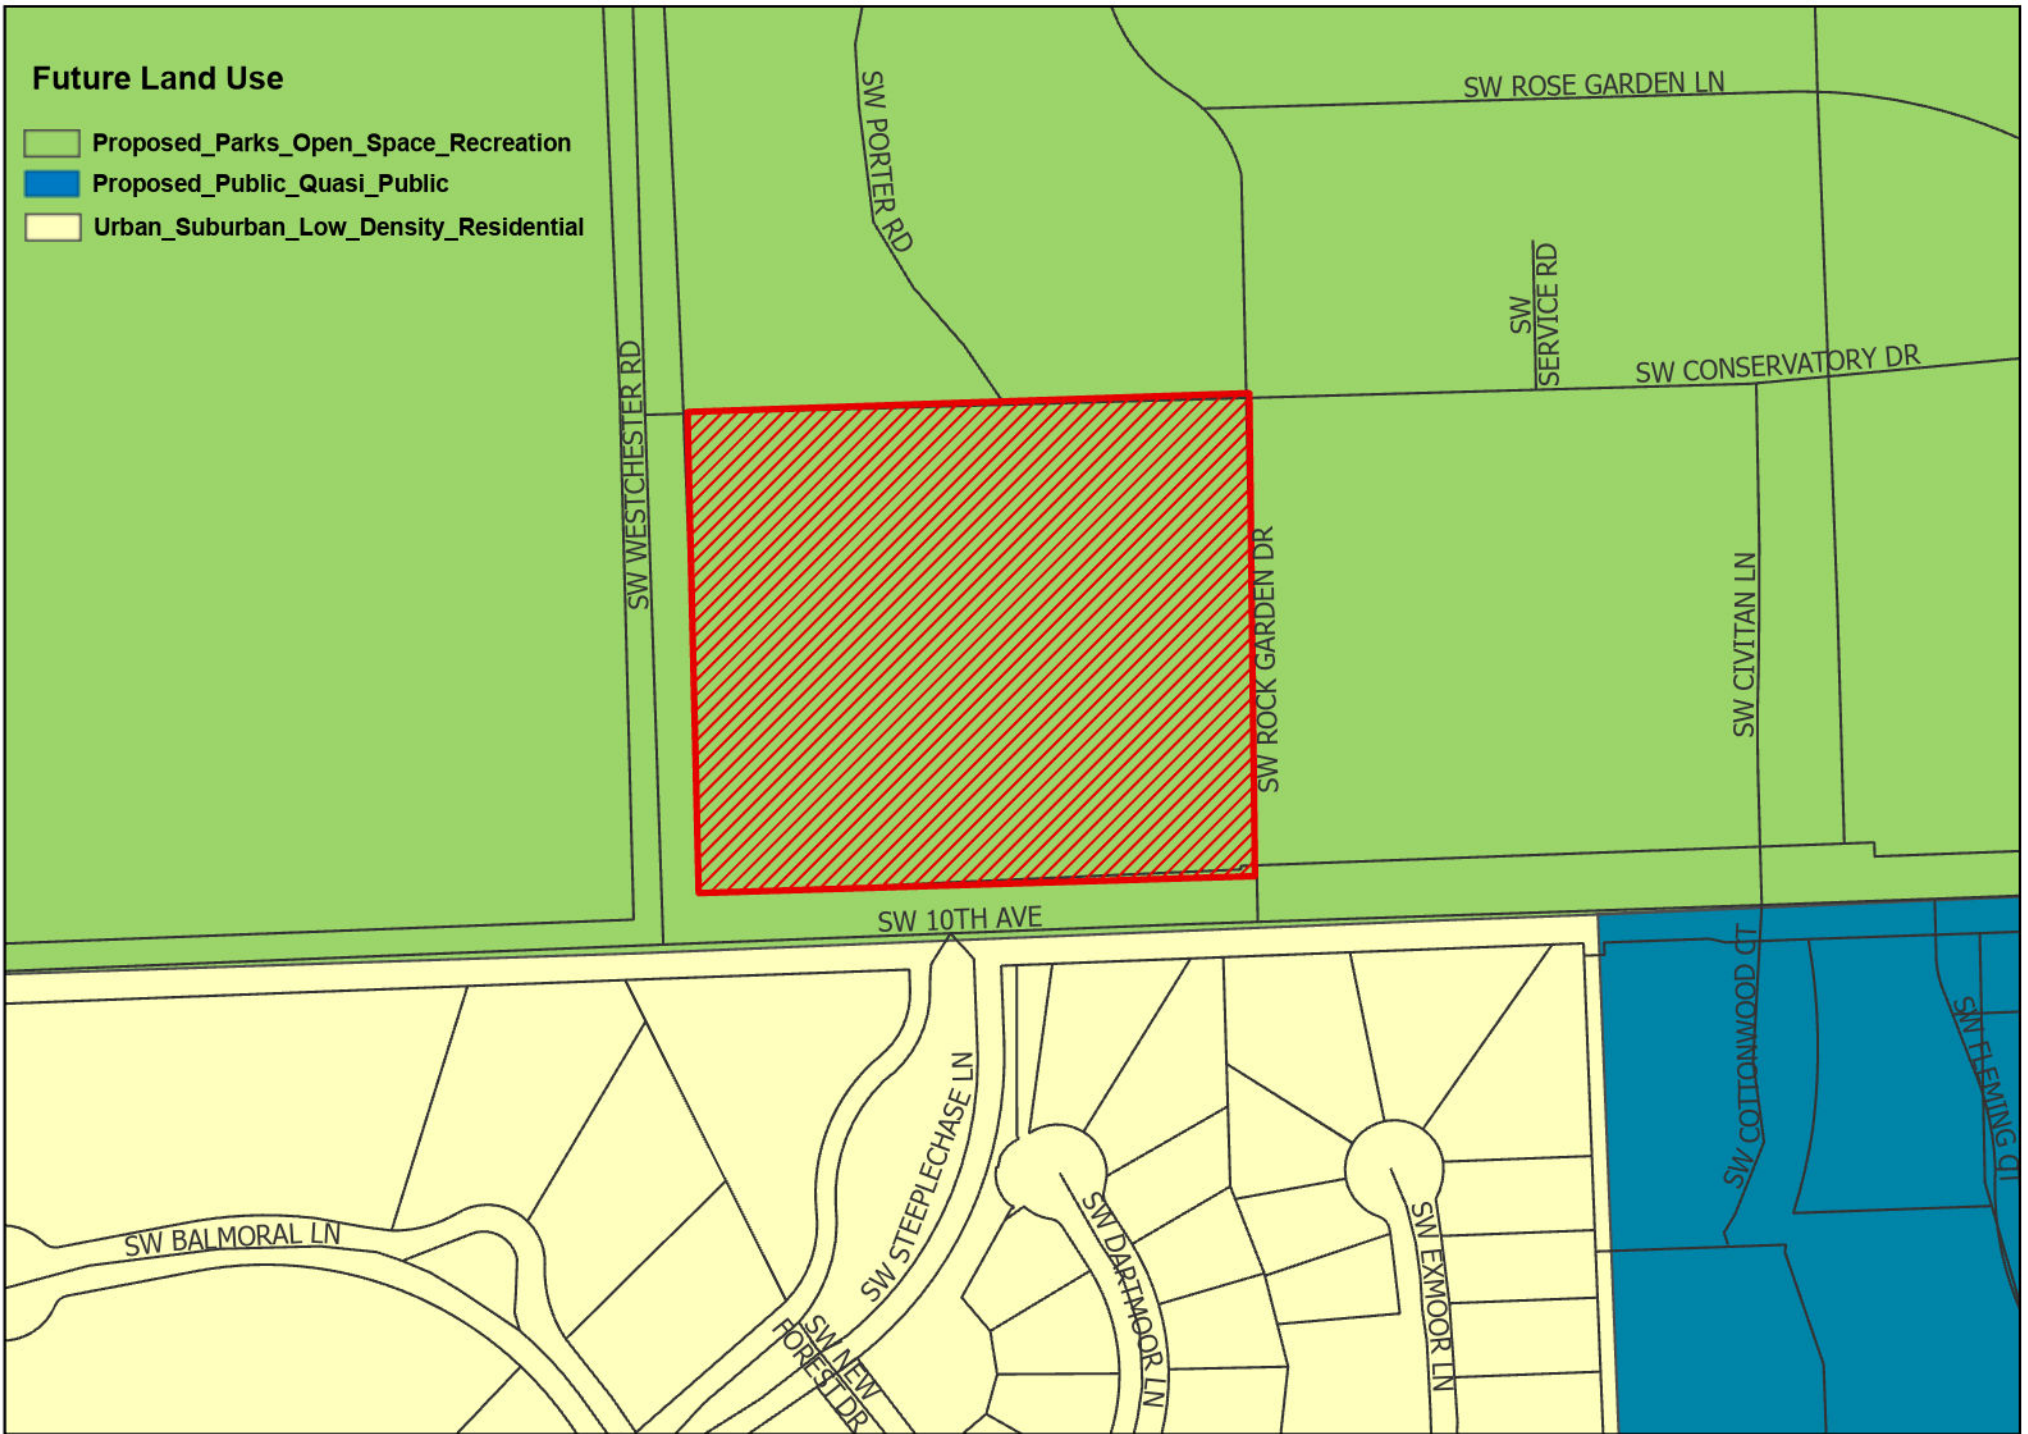 Future Land Use
Proposed_Parks_Open_Space_Recreation
Proposed_Public_Quasi_Public
Urban_Suburban_Low_Density_Residential
SW PORTER RD
SW ROSE GARDEN LN
SW
SERVICE RD
SW CONSERVATORY DR
SW WESTCHESTER RD
SW ROCK GARDEN DR
SW CIVITAN LN
SW 10TH AVE
SW COTTONWOOD CT
SW FLEMING CT
SW STEEPLECHASE LN
SW BALMORAL LN
SW DARTMOOR LN
SW EXMOOR LN
SW NEW
FOREST DR